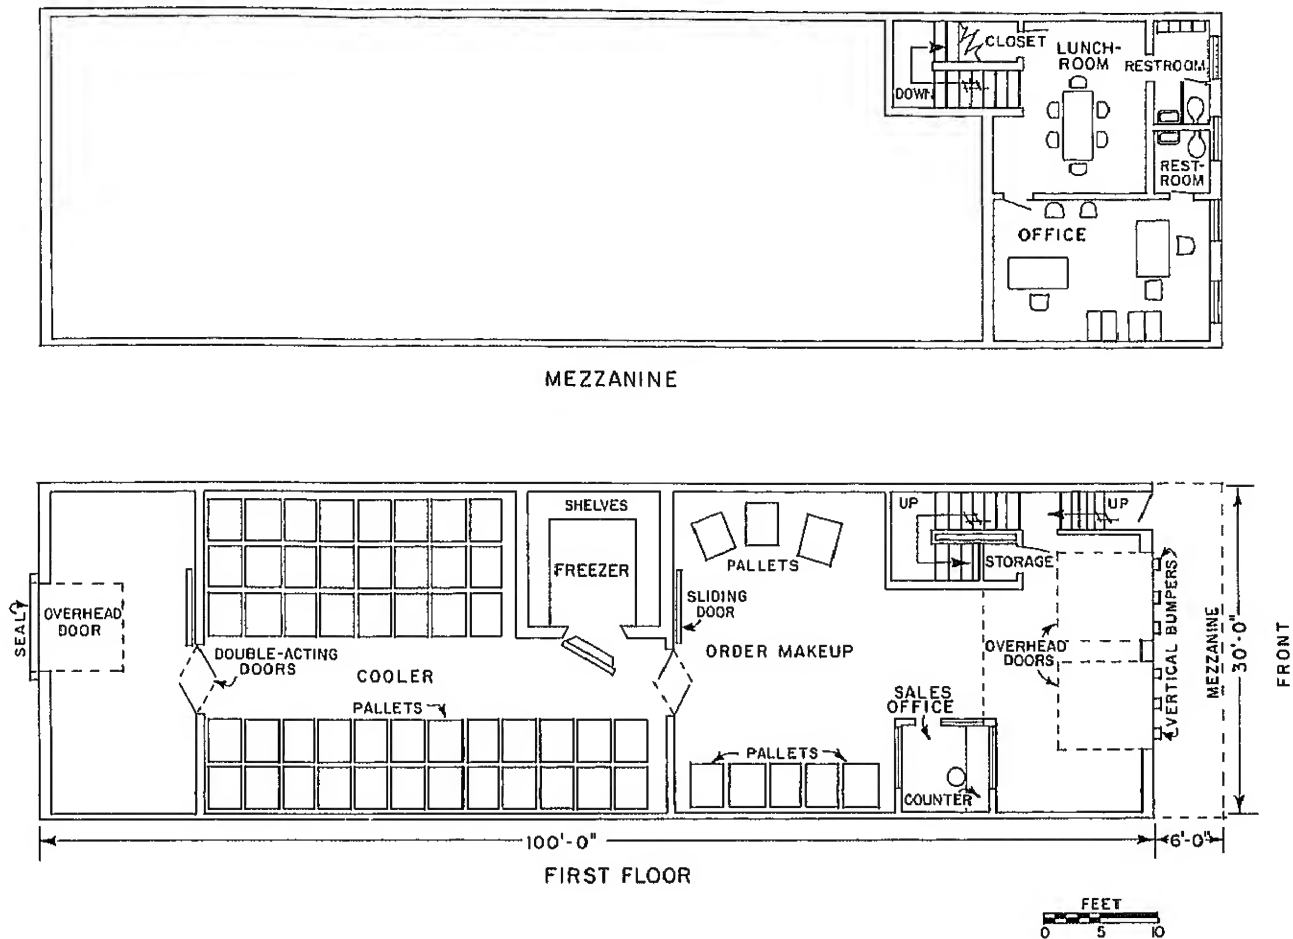 CLOSET
LUNCH-
ROOM
RESTROOM
DOWN
REST-
ROOM
OFFICE
MEZZANINE
SHELVES
FREEZER
UP
UP
PALLETS
STORAGE
SEAL
OVERHEAD
DOOR
SLIDING
DOOR
DOUBLE-ACTING
DOORS
COOLER
ORDER MAKEUP
OVERHEAD
DOORS
VERTICAL BUMPERS
MEZZANINE
30'-0"
FRONT
PALLETS
SALES
OFFICE
PALLETS
COUNTER
100'-0"
6'-0"
FIRST FLOOR
FEET
0 5 10